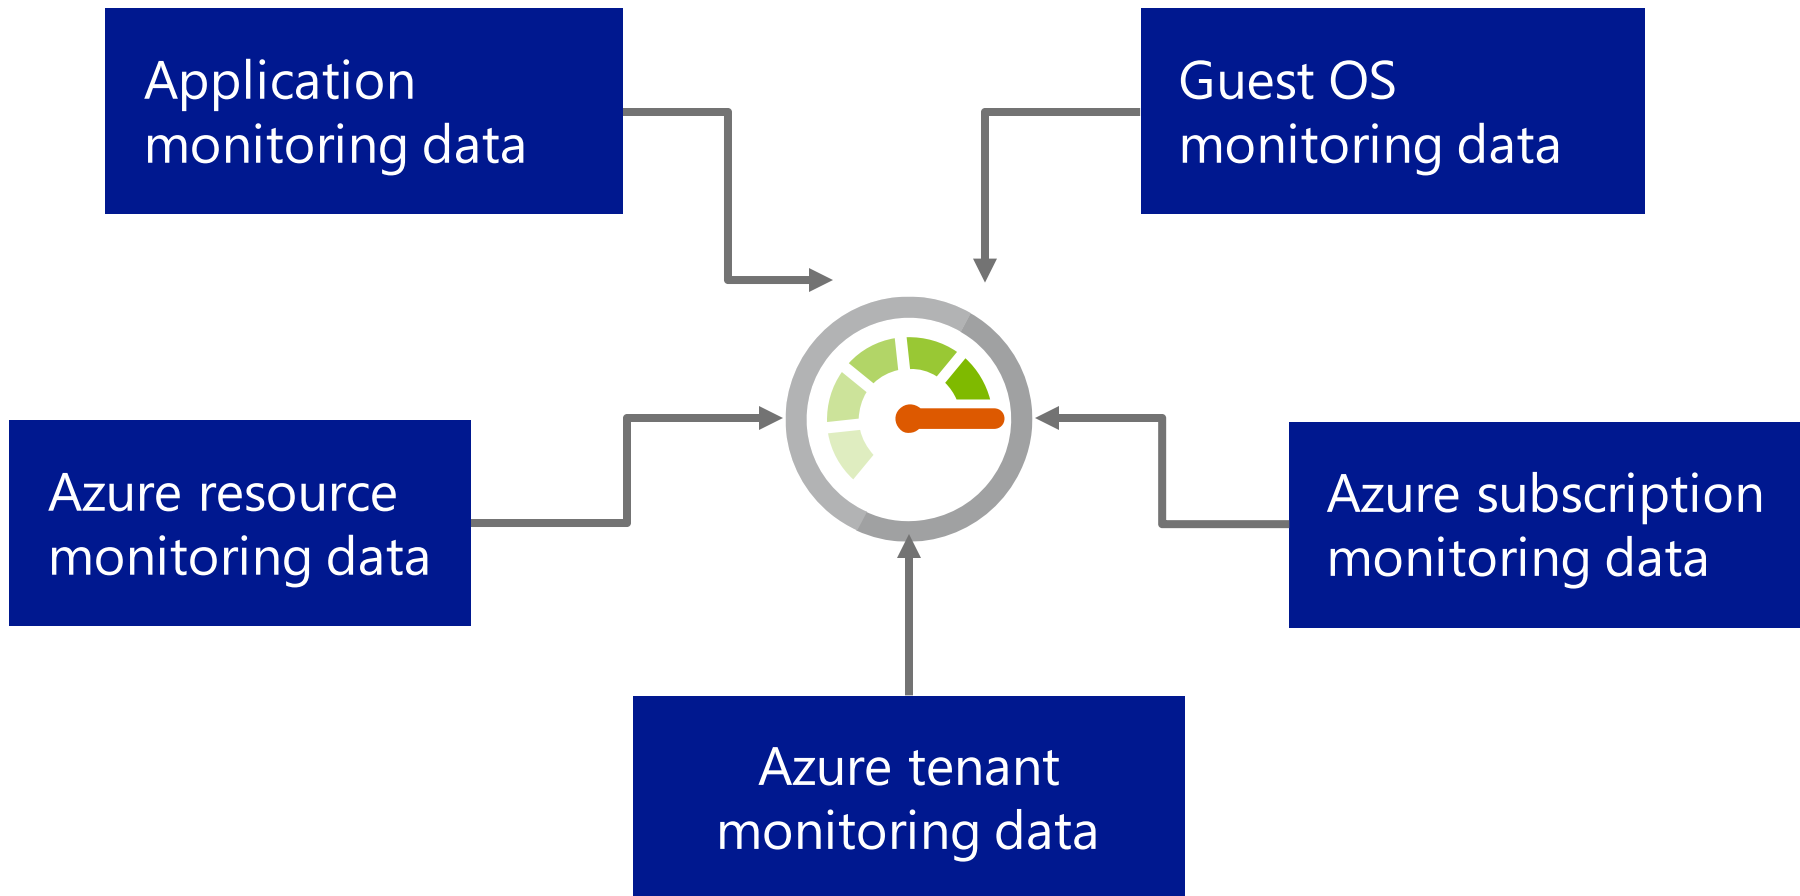 Application
monitoring data
Guest OS
monitoring data
Azure resource
monitoring data
Azure subscription
monitoring data
Azure tenant
monitoring data